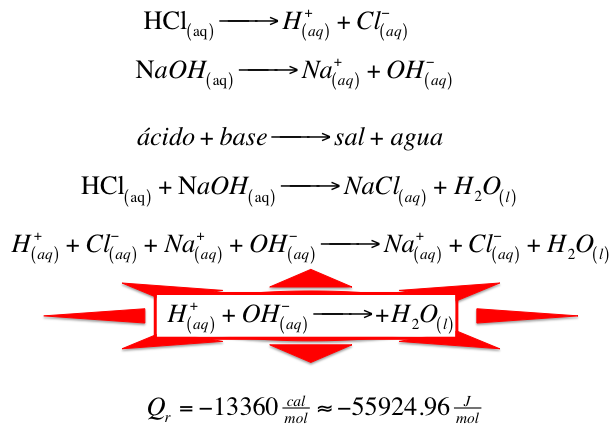 HCl(aq) ⟶ H⁺(aq) + Cl⁻(aq)
NaOH(aq) ⟶ Na⁺(aq) + OH⁻(aq)
ácido + base ⟶ sal + agua
HCl(aq) + NaOH(aq) ⟶ NaCl(aq) + H₂O(l)
H⁺(aq) + Cl⁻(aq) + Na⁺(aq) + OH⁻(aq) ⟶ Na⁺(aq) + Cl⁻(aq) + H₂O(l)
H⁺(aq) + OH⁻(aq) ⟶ +H₂O(l)
Qᵣ = −13360 cal/mol ≈ −55924.96 J/mol